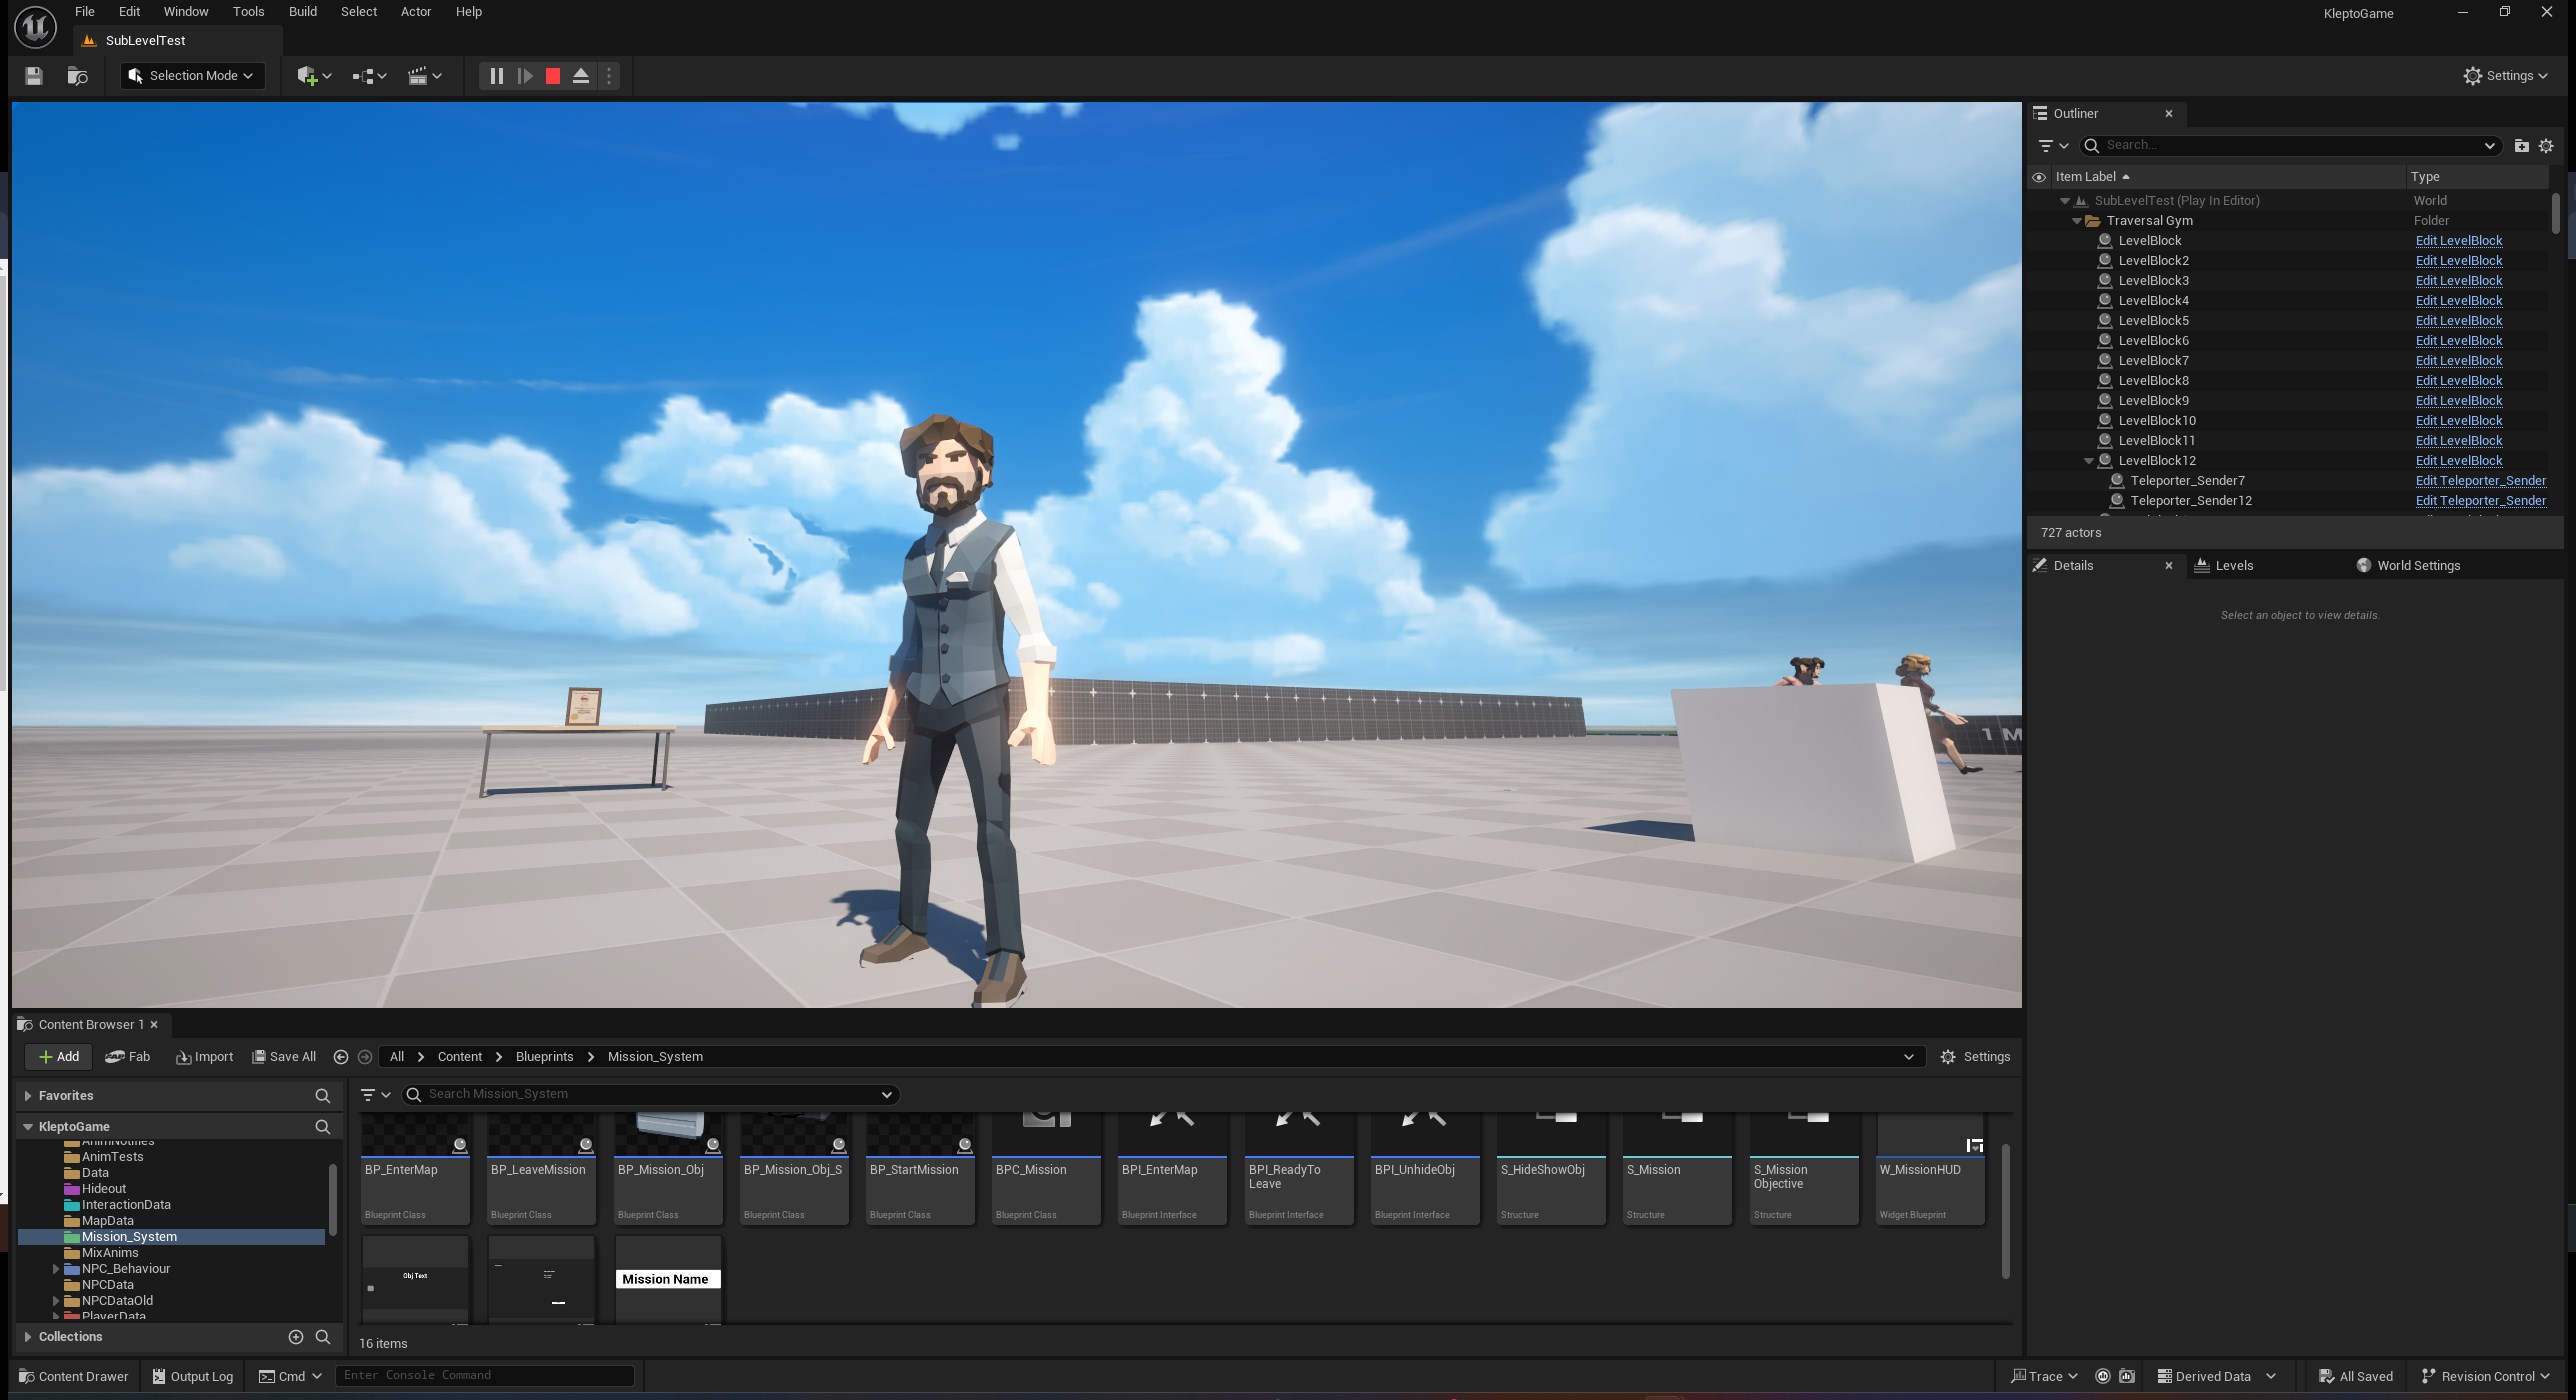 File Edit Window Tools Build Select Actor Help
KleptoGame
SubLevelTest
Selection Mode
Settings
Outliner
Search...
Item Label Type
SubLevelTest (Play In Editor) World
Traversal Gym Folder
LevelBlock Edit LevelBlock
LevelBlock2 Edit LevelBlock
LevelBlock3 Edit LevelBlock
LevelBlock4 Edit LevelBlock
LevelBlock5 Edit LevelBlock
LevelBlock6 Edit LevelBlock
LevelBlock7 Edit LevelBlock
LevelBlock8 Edit LevelBlock
LevelBlock9 Edit LevelBlock
LevelBlock10 Edit LevelBlock
LevelBlock11 Edit LevelBlock
LevelBlock12 Edit LevelBlock
Teleporter_Sender7 Edit Teleporter_Sender
Teleporter_Sender12 Edit Teleporter_Sender
727 actors
Details Levels World Settings
Select an object to view details.
1 M
Content Browser 1
Add Fab Import Save All All Content Blueprints Mission_System Settings
Favorites
Search Mission_System
KleptoGame
AnimNotifies
AnimTests
Data
Hideout
InteractionData
MapData
Mission_System
MixAnims
NPC_Behaviour
NPCData
NPCDataOld
PlayerData
Collections
BP_EnterMap
Blueprint Class
BP_LeaveMission
Blueprint Class
BP_Mission_Obj
Blueprint Class
BP_Mission_Obj_S
Blueprint Class
BP_StartMission
Blueprint Class
BPC_Mission
Blueprint Class
BPI_EnterMap
Blueprint Interface
BPI_ReadyTo
Leave
Blueprint Interface
BPI_UnhideObj
Blueprint Interface
S_HideShowObj
Structure
S_Mission
Structure
S_Mission
Objective
Structure
W_MissionHUD
Widget Blueprint
Obj Text
Mission Name
16 items
Content Drawer Output Log Cmd Enter Console Command
Trace Derived Data All Saved Revision Control